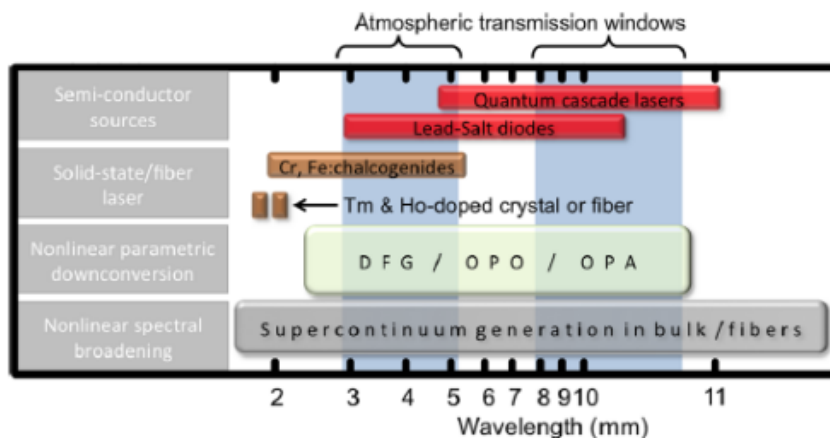 Atmospheric transmission windows
Semi-conductor
sources
Quantum cascade lasers
Lead-Salt diodes
Solid-state/fiber
laser
Cr, Fe:chalcogenides
Tm & Ho-doped crystal or fiber
Nonlinear parametric
downconversion
DFG / OPO / OPA
Nonlinear spectral
broadening
Supercontinuum generation in bulk/fibers
2 3 4 5 6 7 8 9 10 11
Wavelength (mm)